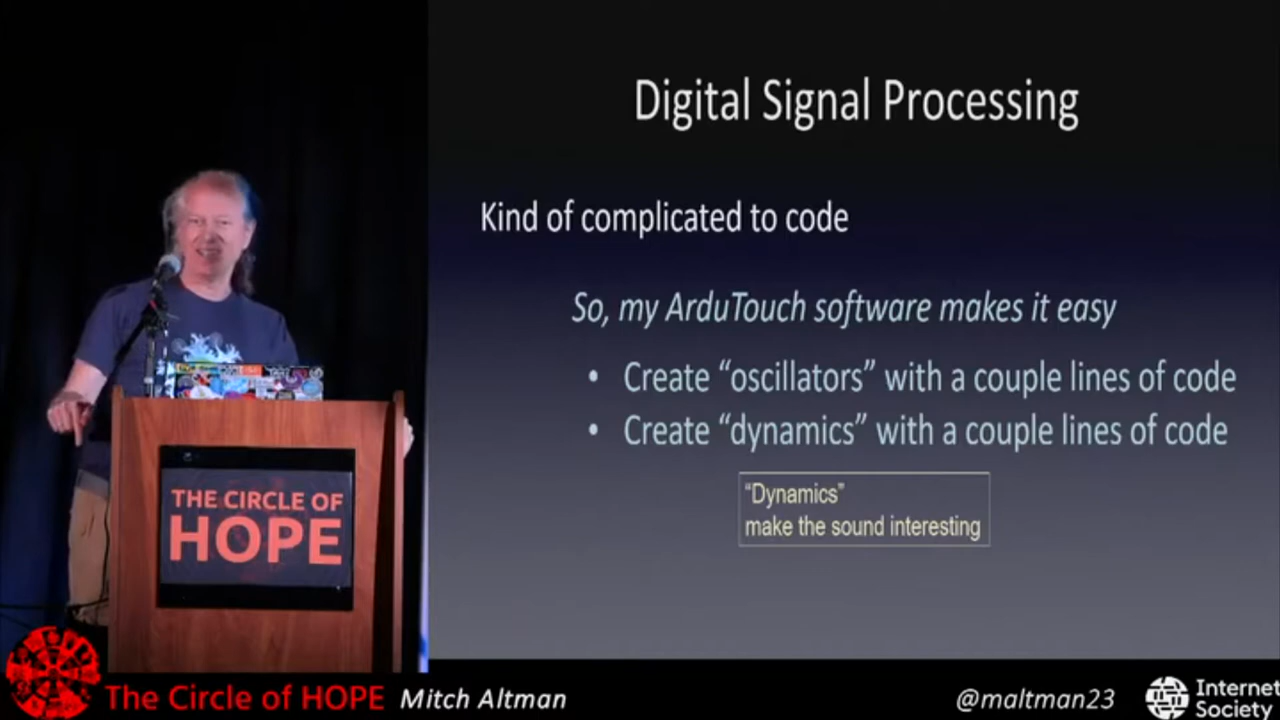 Digital Signal Processing
Kind of complicated to code
So, my ArduTouch software makes it easy
• Create “oscillators” with a couple lines of code
• Create “dynamics” with a couple lines of code
“Dynamics”
make the sound interesting
THE CIRCLE OF
HOPE
The Circle of HOPE Mitch Altman @maltman23 Internet
Society